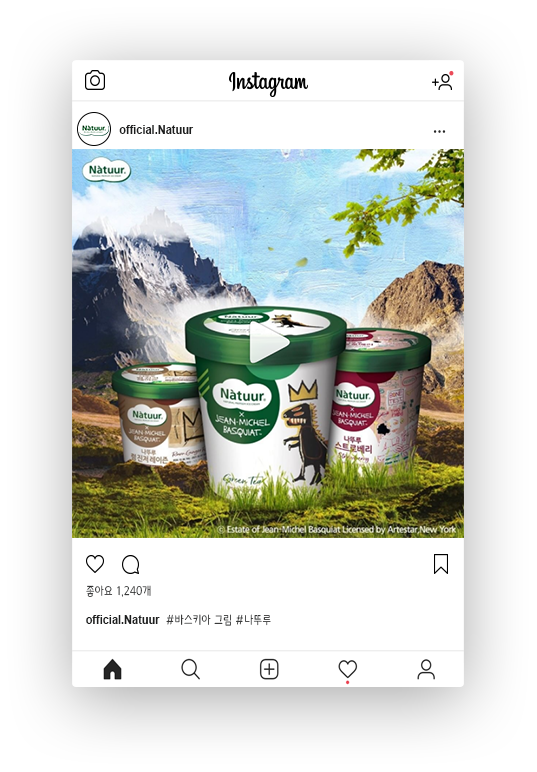 Instagram
official.Natuur
Nàtuur.
Nàtuur.
×
JEAN-MICHEL
BASQUIAT
Green Tea
Nàtuur.
×
JEAN-MICHEL
BASQUIAT
나뚜루
Nàtuur.
×
JEAN-MICHEL
BASQUIAT
나뚜루
스트로베리
© Estate of Jean-Michel Basquiat Licensed by Artestar,New York
좋아요 1,240개
official.Natuur #바스키아 그림 #나뚜루